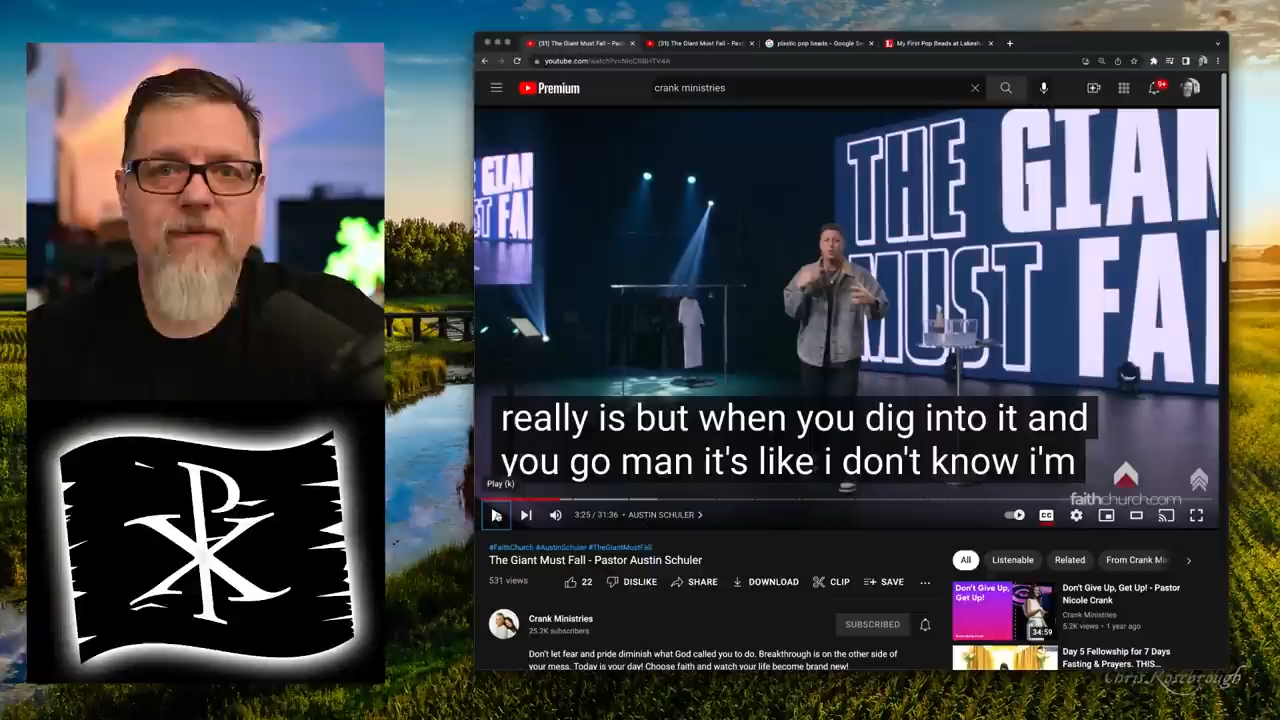 (31) The Giant Must Fall - Past
(31) The Giant Must Fall - Past
plastic pop beads - Google Se
My First Pop Beads at Lakesh
youtube.com/watch?v=NIcCRBHTV4A
Premium
crank ministries
9+
THE GIAN
MUST FAL
E GIAN
ST FAL
really is but when you dig into it and
you go man it's like i don't know i'm
Play (k)
faithchurch.com
3:25 / 31:36 • AUSTIN SCHULER
CC
#FaithChurch #AustinSchuler #TheGiantMustFall
The Giant Must Fall - Pastor Austin Schuler
531 views
22
DISLIKE
SHARE
DOWNLOAD
CLIP
SAVE
Crank Ministries
25.2K subscribers
SUBSCRIBED
Don't let fear and pride diminish what God called you to do. Breakthrough is on the other side of
your mess. Today is your day! Choose faith and watch your life become brand new!
All
Listenable
Related
From Crank Mi
Don't Give Up,
Get Up!
34:59
Don't Give Up, Get Up! - Pastor
Nicole Crank
Crank Ministries
5.2K views • 1 year ago
Day 5 Fellowship for 7 Days
Fasting & Prayers. THIS...
Chris Rosebrough